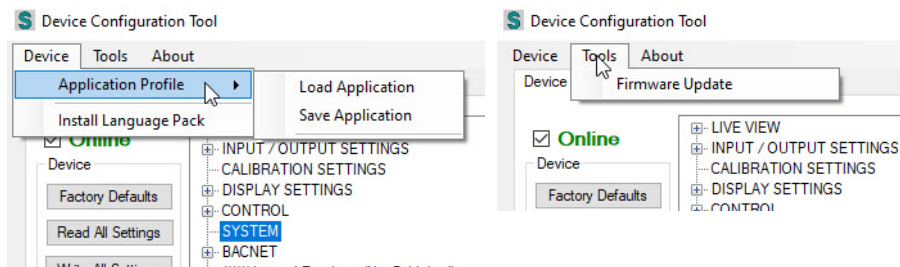 Device Configuration Tool
Device Tools About
Application Profile
Load Application
Save Application
Install Language Pack
Online
Device
Factory Defaults
Read All Settings
INPUT / OUTPUT SETTINGS
CALIBRATION SETTINGS
DISPLAY SETTINGS
CONTROL
SYSTEM
BACNET
Device Configuration Tool
Device Tools About
Device
Firmware Update
Online
Device
Factory Defaults
LIVE VIEW
INPUT / OUTPUT SETTINGS
CALIBRATION SETTINGS
DISPLAY SETTINGS
CONTROL